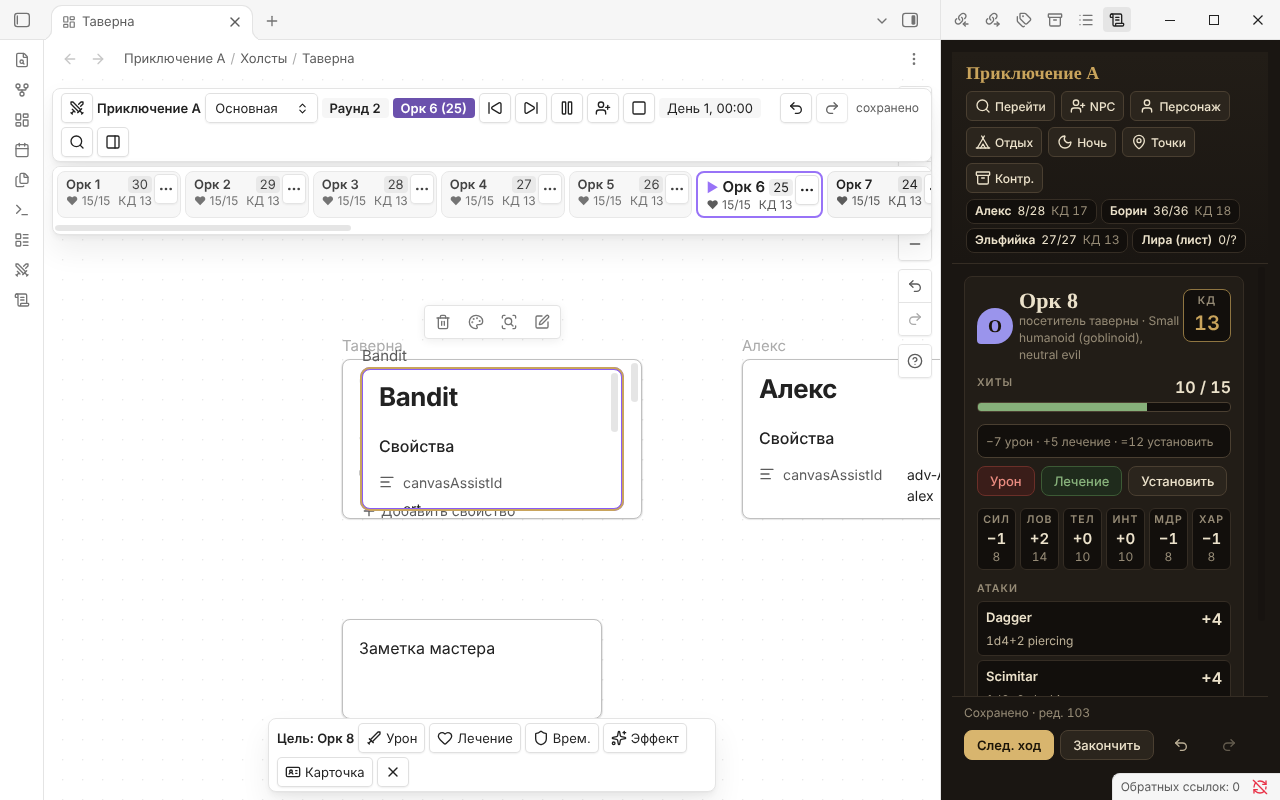 Таверна
Приключение A / Холсты / Таверна
Приключение A
Основная
Раунд 2
Орк 6 (25)
День 1, 00:00
сохранено
Орк 1 30
15/15 КД 13
Орк 2 29
15/15 КД 13
Орк 3 28
15/15 КД 13
Орк 4 27
15/15 КД 13
Орк 5 26
15/15 КД 13
Орк 6 25
15/15 КД 13
Орк 7 24
15/15 КД 13
Таверна
Bandit
Bandit
Свойства
canvasAssistId
Добавить свойство
Алекс
Алекс
Свойства
canvasAssistId
alex
Заметка мастера
Цель: Орк 8
Урон
Лечение
Врем.
Эффект
Карточка
Приключение A
Перейти
NPC
Персонаж
Отдых
Ночь
Точки
Контр.
Алекс 8/28 КД 17
Борин 36/36 КД 18
Эльфийка 27/27 КД 13
Лира (лист) 0/?
О
Орк 8
посетитель таверны · Small
humanoid (goblinoid),
neutral evil
КД
13
ХИТЫ
10 / 15
−7 урон · +5 лечение · =12 установить
Урон
Лечение
Установить
СИЛ ЛОВ ТЕЛ ИНТ МДР ХАР
−1 +2 +0 +0 −1 −1
8 14 10 10 8 8
АТАКИ
Dagger +4
1d4+2 piercing
Scimitar +4
Сохранено · ред. 103
След. ход
Закончить
Обратных ссылок: 0